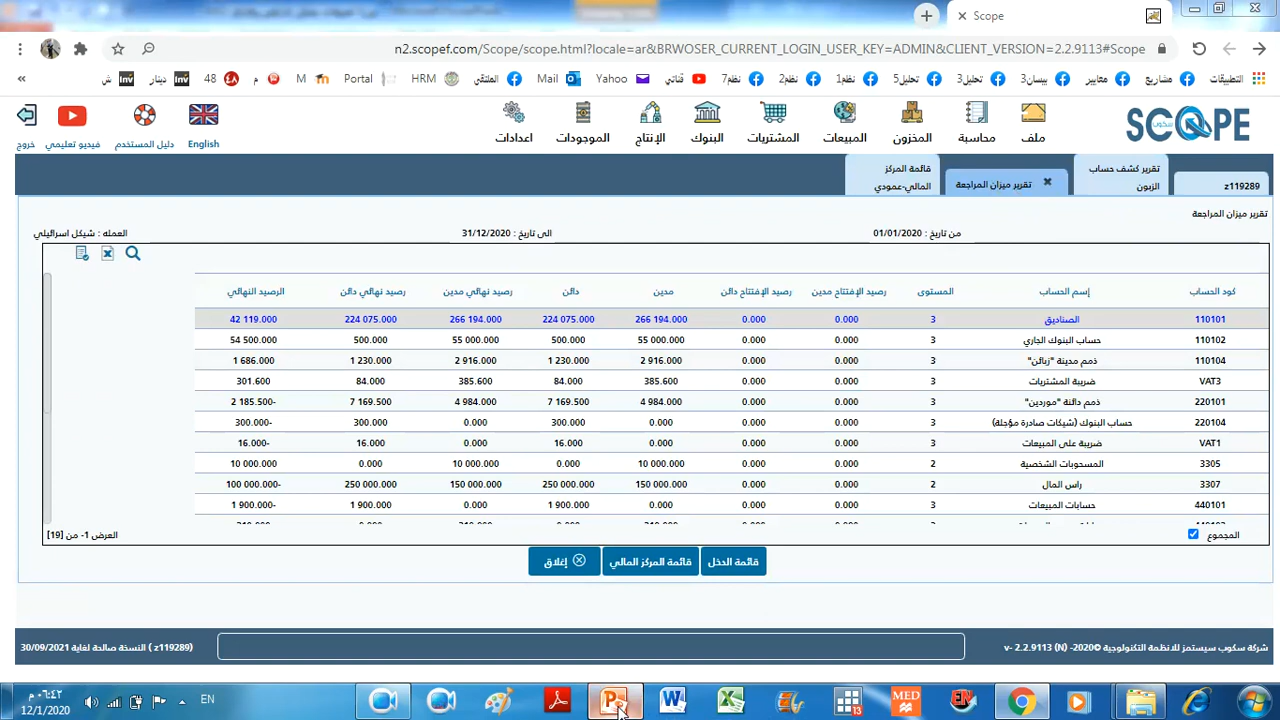 Scope
n2.scopef.com/Scope/scope.html?locale=ar&BRWOSER_CURRENT_LOGIN_USER_KEY=ADMIN&CLIENT_VERSION=2.2.9113#Scope
التطبيقات مشاريع معايير بيسان3 تحليل3 تحليل5 نظم1 نظم2 نظم7 قناتي Yahoo Mail الملتقي HRM Portal M م 48 دينار ش
SCOPE سكوب
ملف محاسبة المخزون المبيعات المشتريات البنوك الإنتاج الموجودات اعدادات English دليل المستخدم فيديو تعليمي خروج
z119289 تقرير كشف حساب الزبون تقرير ميزان المراجعة قائمة المركز المالي-عمودي
تقرير ميزان المراجعة
من تاريخ : 01/01/2020 الى تاريخ : 31/12/2020 العمله : شيكل اسرائيلي
كود الحساب إسم الحساب المستوى رصيد الإفتتاح مدين رصيد الإفتتاح دائن مدين دائن رصيد نهائي مدين رصيد نهائي دائن الرصيد النهائي
110101 الصناديق 3 0.000 0.000 266 194.000 224 075.000 266 194.000 224 075.000 42 119.000
110102 حساب البنوك الجاري 3 0.000 0.000 55 000.000 500.000 55 000.000 500.000 54 500.000
110104 ذمم مدينة "زبائن" 3 0.000 0.000 2 916.000 1 230.000 2 916.000 1 230.000 1 686.000
VAT3 ضريبة المشتريات 3 0.000 0.000 385.600 84.000 385.600 84.000 301.600
220101 ذمم دائنة "موردين" 3 0.000 0.000 4 984.000 7 169.500 4 984.000 7 169.500 2 185.500-
220104 حساب البنوك (شيكات صادرة مؤجلة) 3 0.000 0.000 0.000 300.000 0.000 300.000 300.000-
VAT1 ضريبة على المبيعات 3 0.000 0.000 0.000 16.000 0.000 16.000 16.000-
3305 المسحوبات الشخصية 2 0.000 0.000 10 000.000 0.000 10 000.000 0.000 10 000.000
3307 راس المال 2 0.000 0.000 150 000.000 250 000.000 150 000.000 250 000.000 100 000.000-
440101 حسابات المبيعات 3 0.000 0.000 0.000 1 900.000 0.000 1 900.000 1 900.000-
المجموع العرض 1- من [19]
قائمة الدخل قائمة المركز المالي إغلاق
شركة سكوب سيستمز للانظمة التكنولوجية ©2020- v- 2.2.9113 (N) (z119289 ) النسخة صالحة لغاية 30/09/2021
EN ٠٦:٤٢ م
12/1/2020